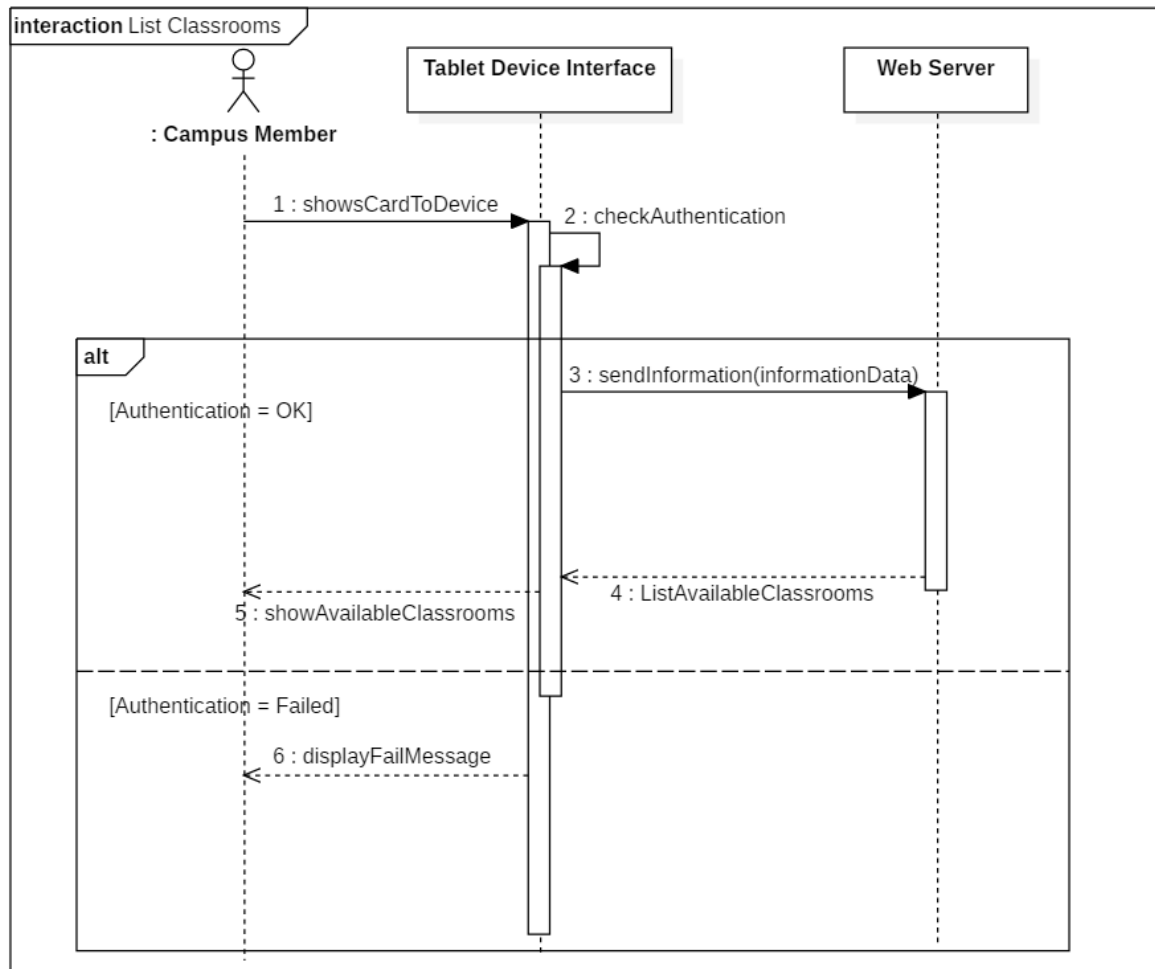 interaction List Classrooms
: Campus Member
Tablet Device Interface
Web Server
1 : showsCardToDevice
2 : checkAuthentication
alt
3 : sendInformation(informationData)
[Authentication = OK]
4 : ListAvailableClassrooms
5 : showAvailableClassrooms
[Authentication = Failed]
6 : displayFailMessage